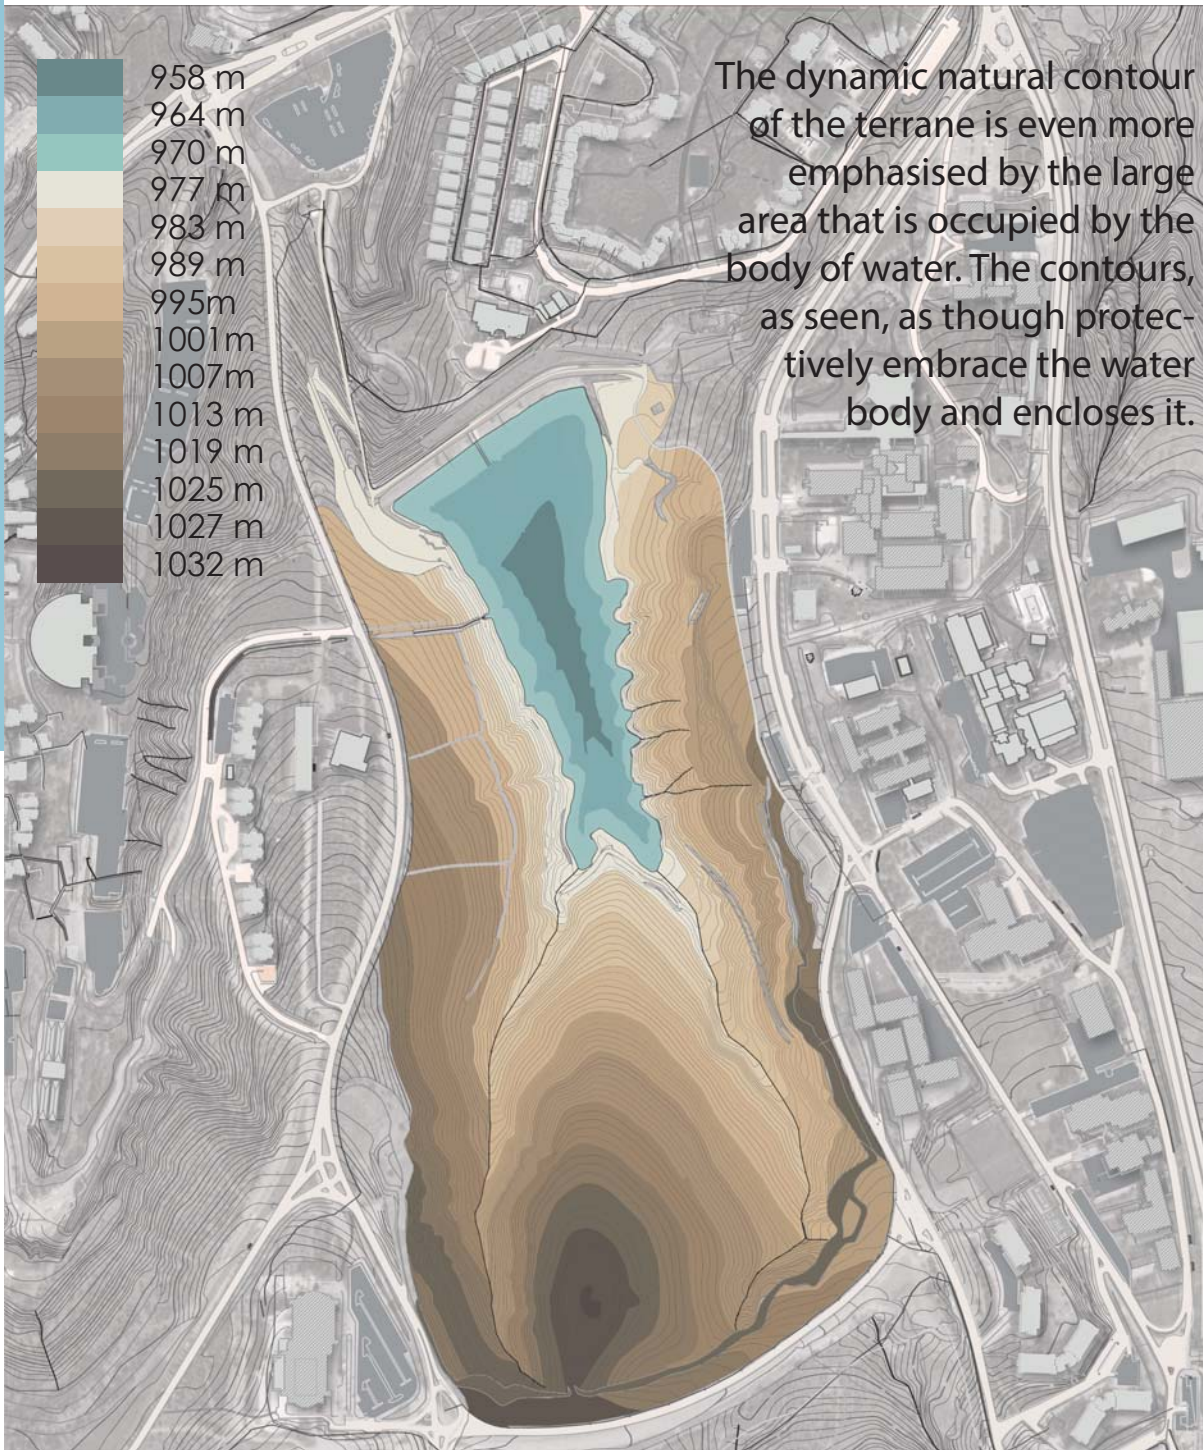 958 m
964 m
970 m
977 m
983 m
989 m
995m
1001m
1007m
1013 m
1019 m
1025 m
1027 m
1032 m
The dynamic natural contour
of the terrane is even more
emphasised by the large
area that is occupied by the
body of water. The contours,
as seen, as though protec-
tively embrace the water
body and encloses it.